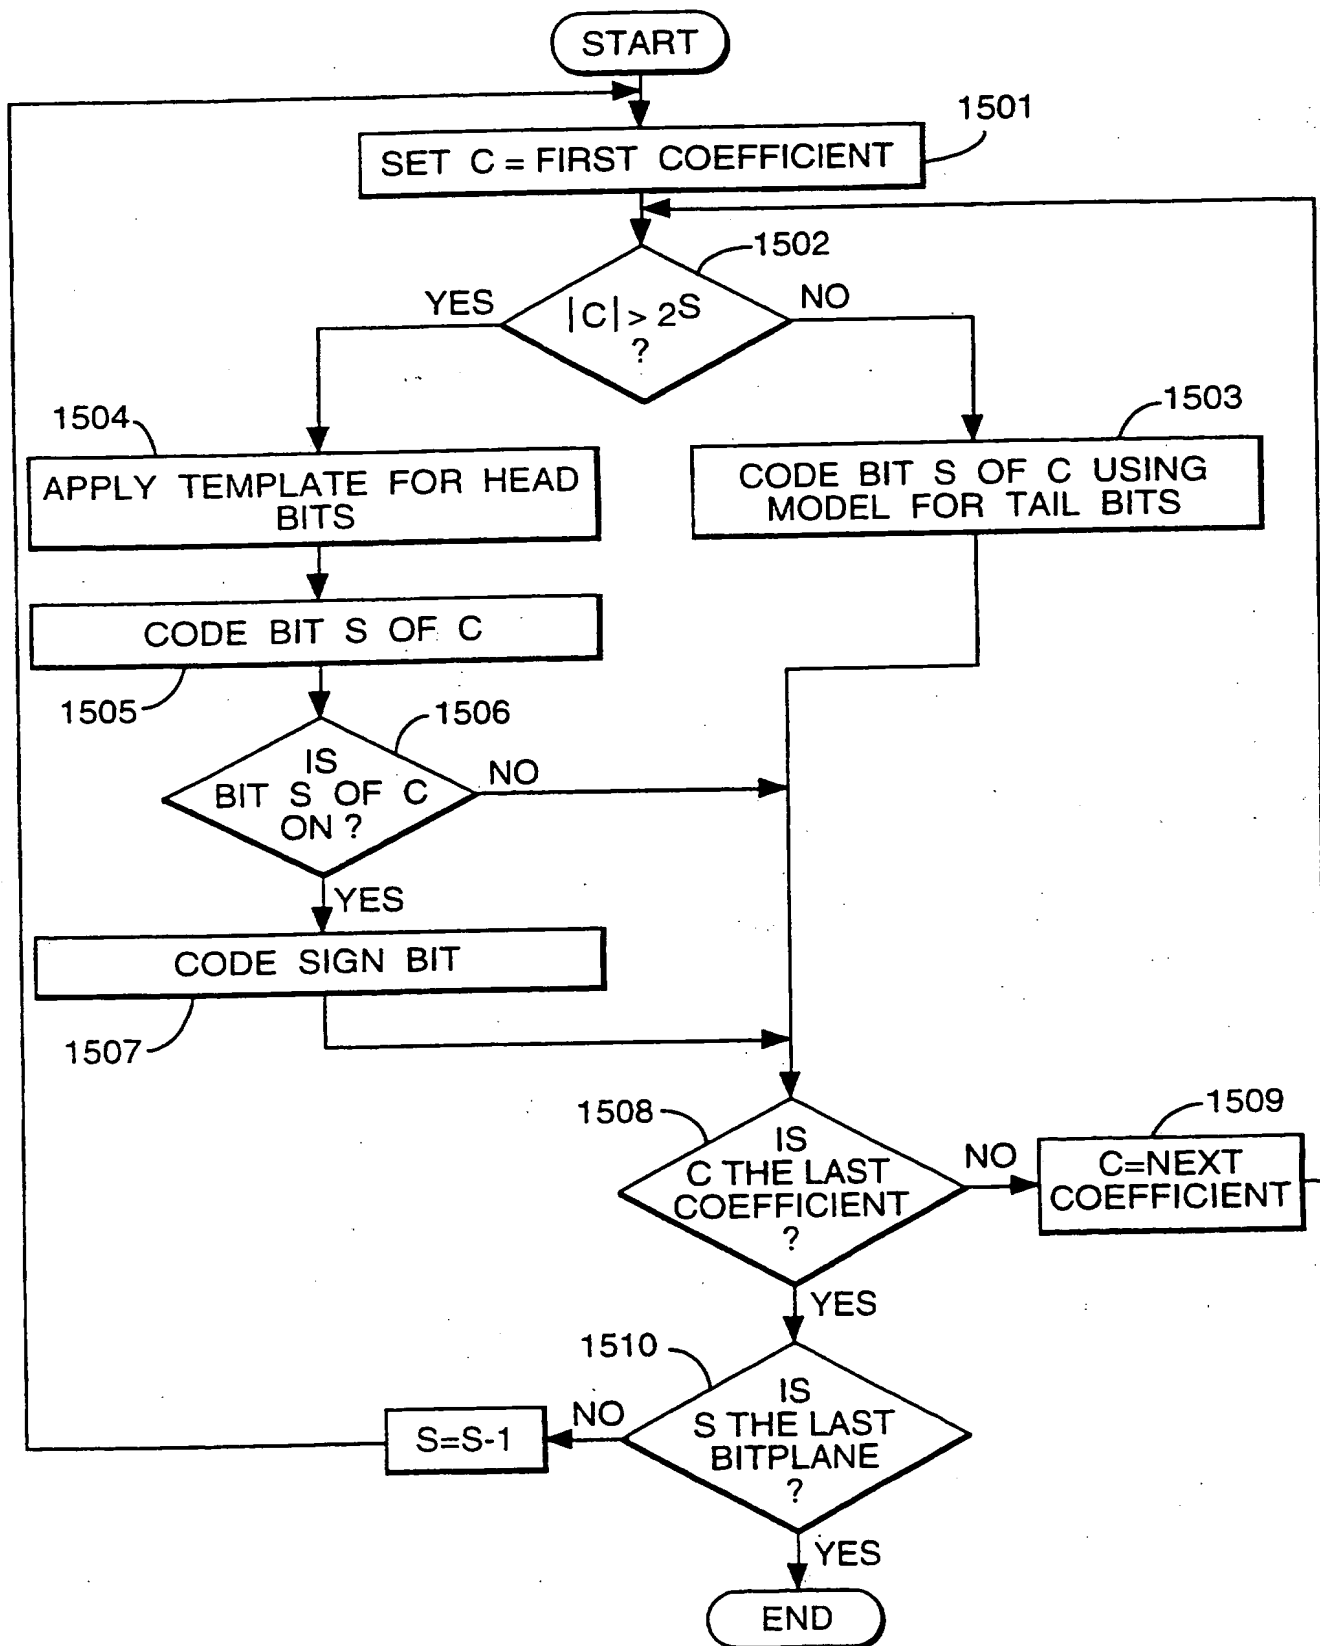 START
1501
SET C = FIRST COEFFICIENT
1502
YES
|C| > 2S
?
NO
1504
APPLY TEMPLATE FOR HEAD
BITS
1503
CODE BIT S OF C USING
MODEL FOR TAIL BITS
CODE BIT S OF C
1505
1506
IS
BIT S OF C
ON ?
NO
YES
CODE SIGN BIT
1507
1508
IS
C THE LAST
COEFFICIENT
?
NO
1509
C=NEXT
COEFFICIENT
YES
1510
IS
S THE LAST
BITPLANE
?
NO
S=S-1
YES
END